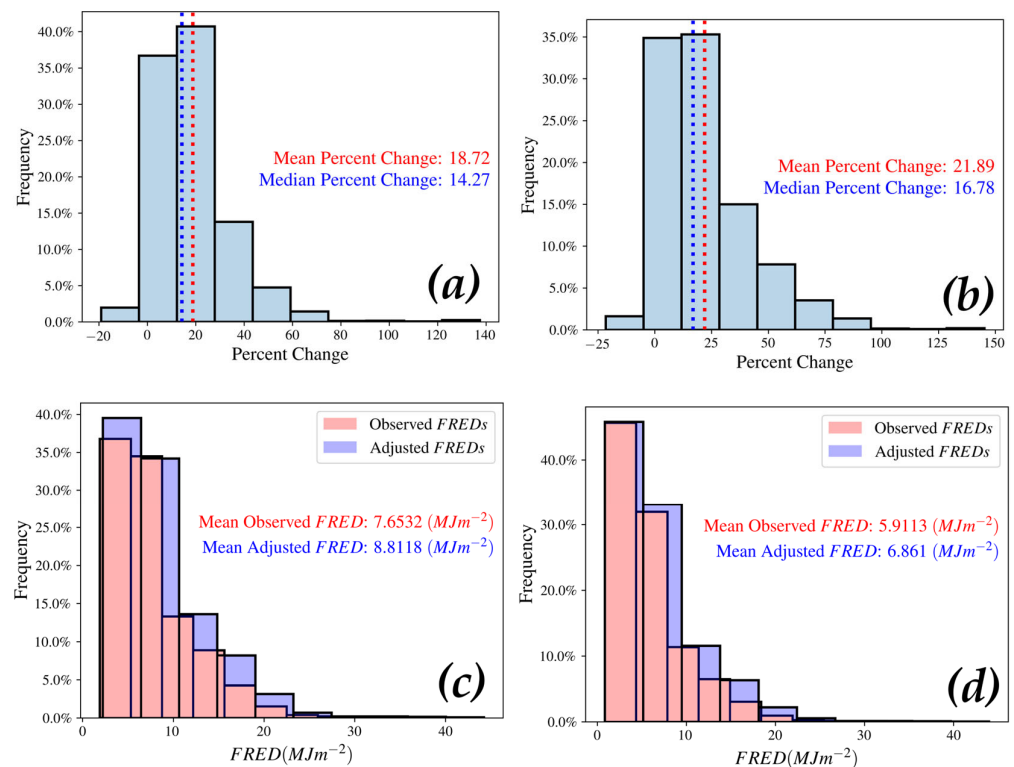 40.0%
35.0%
30.0%
25.0%
20.0%
15.0%
10.0%
5.0%
0.0%
Frequency
Mean Percent Change: 18.72
Median Percent Change: 14.27
(a)
−20 0 20 40 60 80 100 120 140
Percent Change
35.0%
30.0%
25.0%
20.0%
15.0%
10.0%
5.0%
0.0%
Frequency
Mean Percent Change: 21.89
Median Percent Change: 16.78
(b)
−25 0 25 50 75 100 125 150
Percent Change
40.0%
35.0%
30.0%
25.0%
20.0%
15.0%
10.0%
5.0%
0.0%
Frequency
Observed FREDs
Adjusted FREDs
Mean Observed FRED: 7.6532 (MJm⁻²)
Mean Adjusted FRED: 8.8118 (MJm⁻²)
(c)
0 10 20 30 40
FRED(MJm⁻²)
40.0%
30.0%
20.0%
10.0%
0.0%
Frequency
Observed FREDs
Adjusted FREDs
Mean Observed FRED: 5.9113 (MJm⁻²)
Mean Adjusted FRED: 6.861 (MJm⁻²)
(d)
0 10 20 30 40
FRED(MJm⁻²)